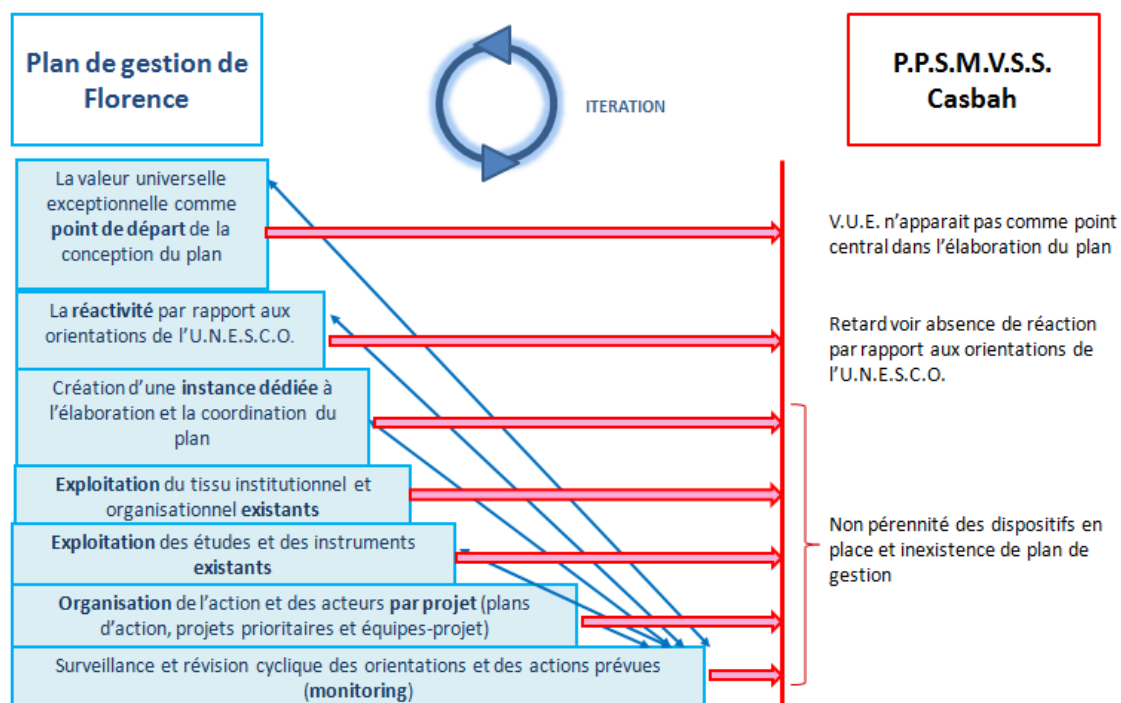 Plan de gestion de
Florence
ITERATION
P.P.S.M.V.S.S.
Casbah
La valeur universelle
exceptionnelle comme
point de départ de la
conception du plan
V.U.E. n'apparait pas comme point
central dans l'élaboration du plan
La réactivité par rapport aux
orientations de l'U.N.E.S.C.O.
Retard voir absence de réaction
par rapport aux orientations de
l'U.N.E.S.C.O.
Création d'une instance dédiée à
l'élaboration et la coordination du
plan
Exploitation du tissu institutionnel et
organisationnel existants
Exploitation des études et des instruments
existants
Non pérennité des dispositifs en
place et inexistence de plan de
gestion
Organisation de l'action et des acteurs par projet (plans
d'action, projets prioritaires et équipes-projet)
Surveillance et révision cyclique des orientations et des actions prévues
(monitoring)